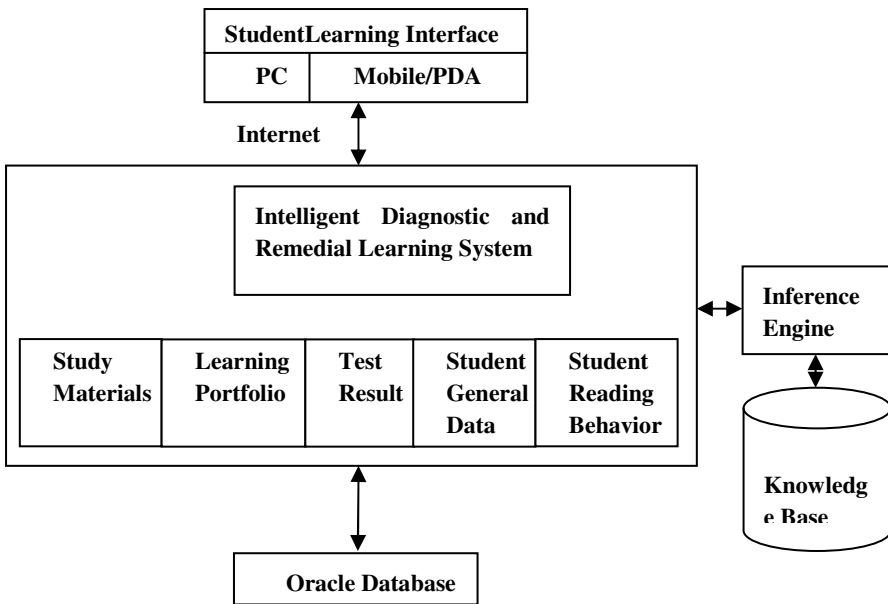 StudentLearning Interface
PC
Mobile/PDA
Internet
Intelligent Diagnostic and
Remedial Learning System
Inference
Engine
Study
Materials
Learning
Portfolio
Test
Result
Student
General
Data
Student
Reading
Behavior
Knowledg
e Base
Oracle Database